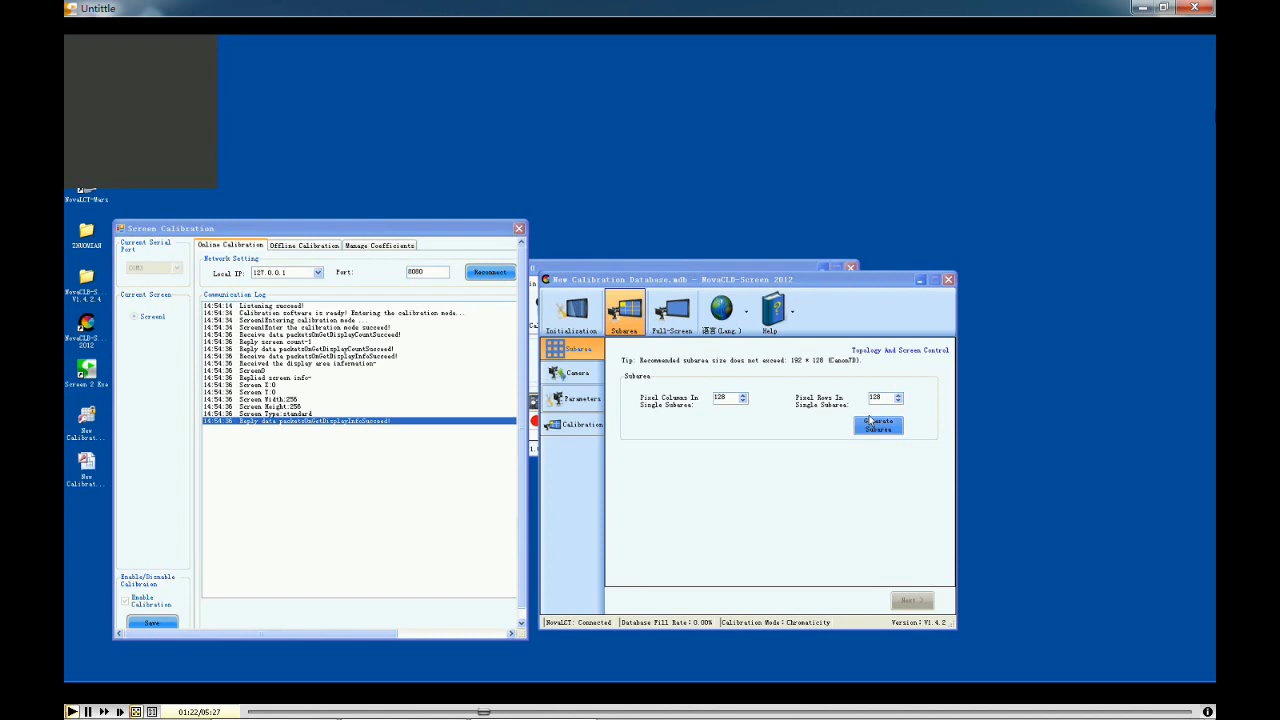 Untittle
NovaLCT-Mars
ZHUOMIAN
NovaCLB-S...
V1.4.2.4
NovaCLB-S...
2012
Screen 2 Exe
New
Calibrat...
New
Calibrat...
Screen Calibration
Current Serial
Port
COM3
Current Screen
Screen1
Enable/Disable
Calibraion
Enable
Calibration
Save
Online Calibration Offline Calibration Manage Coefficients
Network Setting
Local IP: 127.0.0.1 Port: 8080 Reconnect
Communication Log
14:54:14 Listening succeed!
14:54:34 Calibration software is ready! Entering the calibration mode...
14:54:34 Screen1Entering calibration mode ...
14:54:34 Screen1Enter the calibration mode succeed!
14:54:36 Receive data packetsOnGetDisplayCountSucceed!
14:54:36 Reply screen count-1
14:54:36 Reply data packetsOnGetDisplayCountSucceed!
14:54:36 Receive data packetsOnGetDisplayInfoSucceed!
14:54:36 Received the display area information-
14:54:36 Screen0
14:54:36 Replied screen info-
14:54:36 Screen X:0
14:54:36 Screen Y:0
14:54:36 Screen Width:256
14:54:36 Screen Height:256
14:54:36 Screen Type:standard
14:54:36 Reply data packetsOnGetDisplayInfoSucceed!
New Calibration Database.mdb - NovaCLB-Screen 2012
Initialization Subarea Full-Screen 语言(Lang.) Help
Subarea
Camera
Parameters
Calibration
Topology And Screen Control
Tip: Recommended subarea size does not exceed: 192 * 128 (Canon7D).
Subarea
Pixel Columns In
Single Subarea:
128
Pixel Rows In
Single Subarea:
128
Generate
Subarea
Next >
NovaLCT: Connected Database Fill Rate: 0.00% Calibration Mode: Chromaticity Version: V1.4.2
01:22/05:27